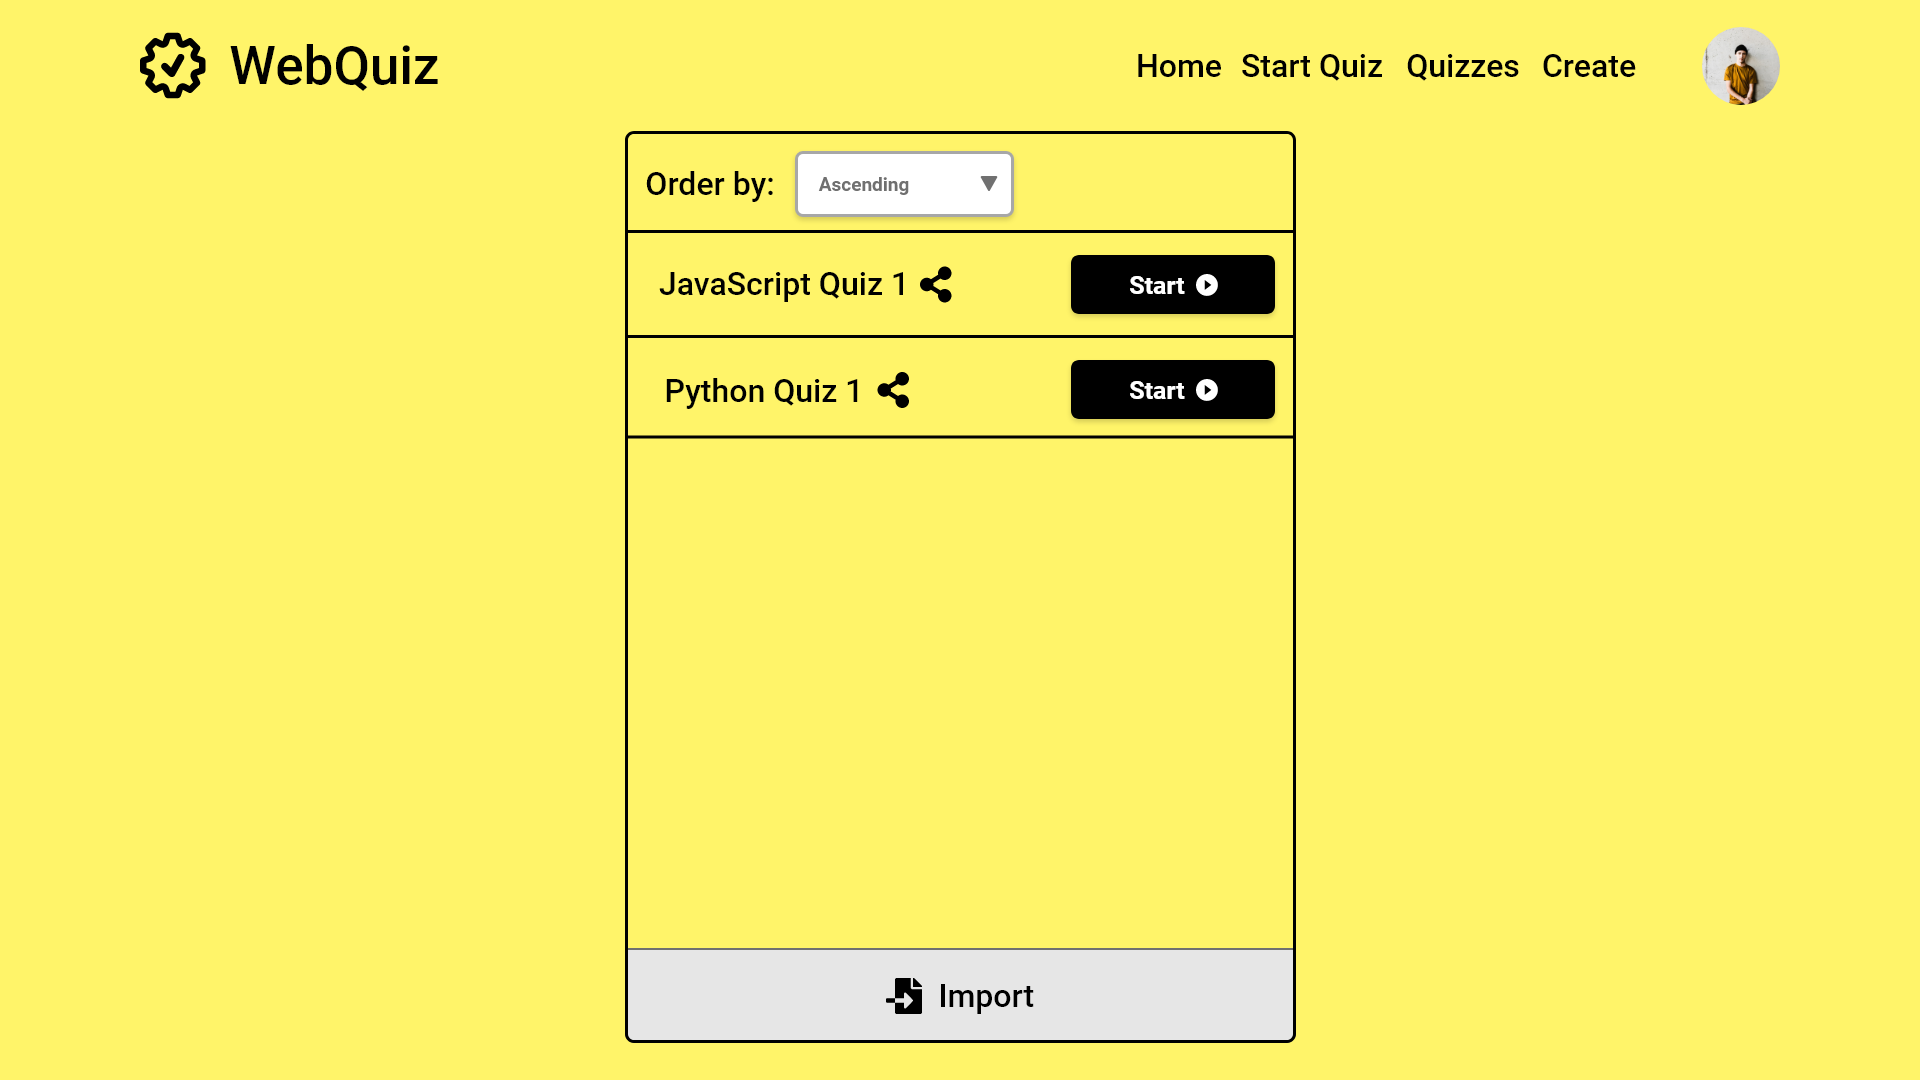 WebQuiz
Home Start Quiz Quizzes Create
Order by: Ascending
JavaScript Quiz 1 Start
Python Quiz 1 Start
Import